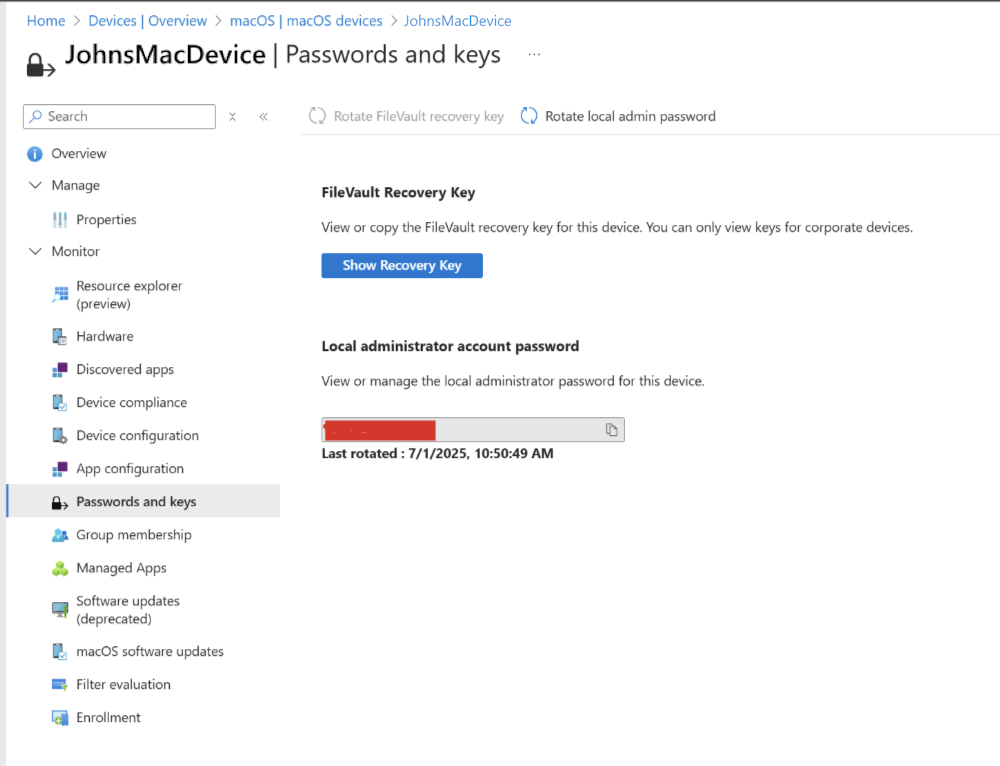 Home > Devices | Overview > macOS | macOS devices > JohnsMacDevice
JohnsMacDevice | Passwords and keys ...
Search
Rotate FileVault recovery key
Rotate local admin password
Overview
Manage
Properties
Monitor
Resource explorer
(preview)
Hardware
Discovered apps
Device compliance
Device configuration
App configuration
Passwords and keys
Group membership
Managed Apps
Software updates
(deprecated)
macOS software updates
Filter evaluation
Enrollment
FileVault Recovery Key
View or copy the FileVault recovery key for this device. You can only view keys for corporate devices.
Show Recovery Key
Local administrator account password
View or manage the local administrator password for this device.
Last rotated : 7/1/2025, 10:50:49 AM